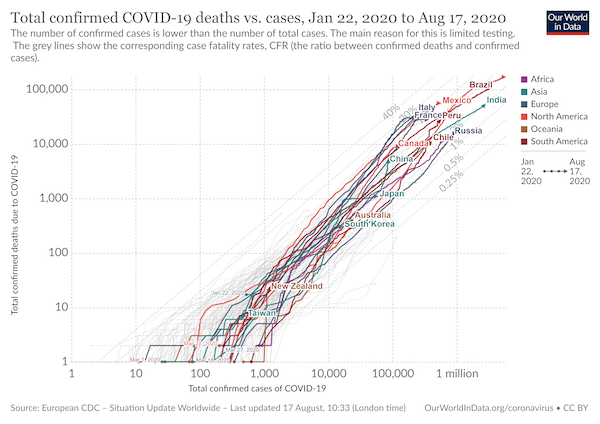 Total confirmed COVID-19 deaths vs. cases, Jan 22, 2020 to Aug 17, 2020
Our World
in Data
The number of confirmed cases is lower than the number of total cases. The main reason for this is limited testing.
The grey lines show the corresponding case fatality rates, CFR (the ratio between confirmed deaths and confirmed
cases).
Total confirmed deaths due to COVID-19
100,000
10,000
1,000
100
10
1
40%
20%
1%
0.5%
0.25%
Brazil
Mexico
India
Italy
France
Peru
Russia
Chile
Canada
China
Japan
Australia
South Korea
New Zealand
Taiwan
Jan 22, 2020
Africa
Asia
Europe
North America
Oceania
South America
Jan
22,
2020
Aug
17,
2020
1
10
100
1,000
10,000
100,000
1 million
Total confirmed cases of COVID-19
Source: European CDC – Situation Update Worldwide – Last updated 17 August, 10:33 (London time)
OurWorldInData.org/coronavirus • CC BY